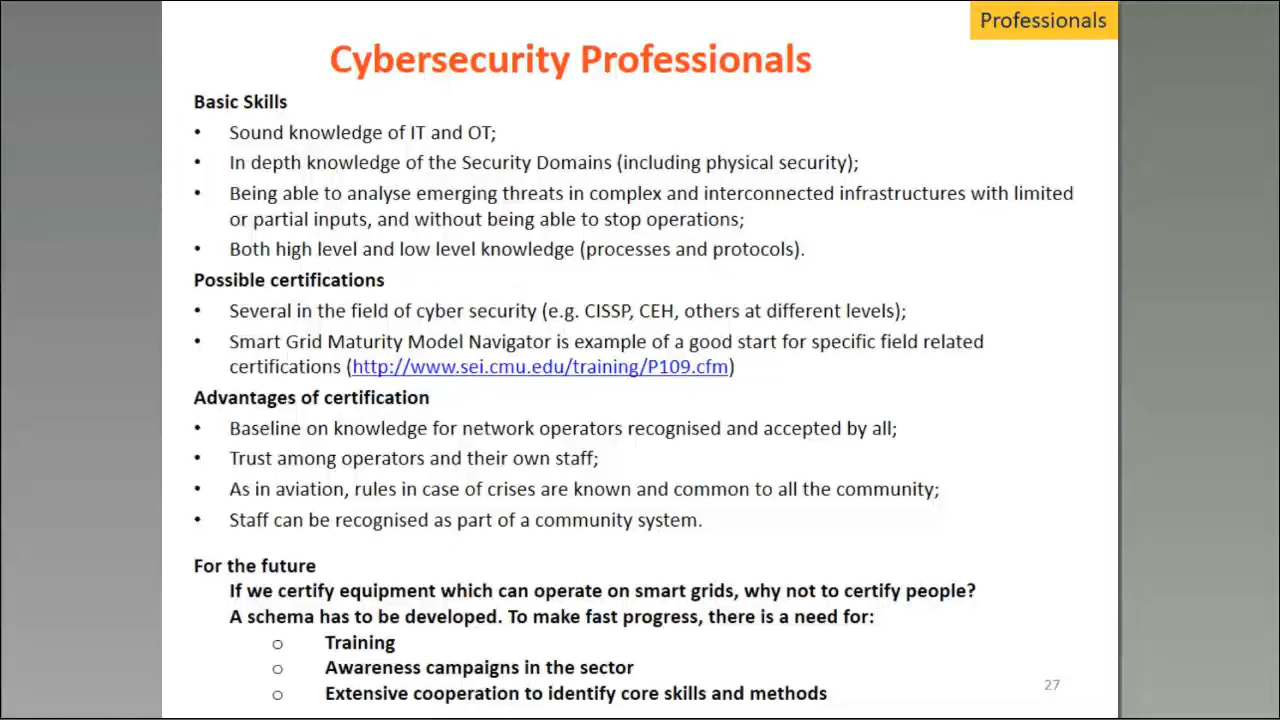 Professionals
Cybersecurity Professionals
Basic Skills
• Sound knowledge of IT and OT;
• In depth knowledge of the Security Domains (including physical security);
• Being able to analyse emerging threats in complex and interconnected infrastructures with limited
or partial inputs, and without being able to stop operations;
• Both high level and low level knowledge (processes and protocols).
Possible certifications
• Several in the field of cyber security (e.g. CISSP, CEH, others at different levels);
• Smart Grid Maturity Model Navigator is example of a good start for specific field related
certifications (http://www.sei.cmu.edu/training/P109.cfm)
Advantages of certification
• Baseline on knowledge for network operators recognised and accepted by all;
• Trust among operators and their own staff;
• As in aviation, rules in case of crises are known and common to all the community;
• Staff can be recognised as part of a community system.
For the future
If we certify equipment which can operate on smart grids, why not to certify people?
A schema has to be developed. To make fast progress, there is a need for:
o Training
o Awareness campaigns in the sector
o Extensive cooperation to identify core skills and methods
27